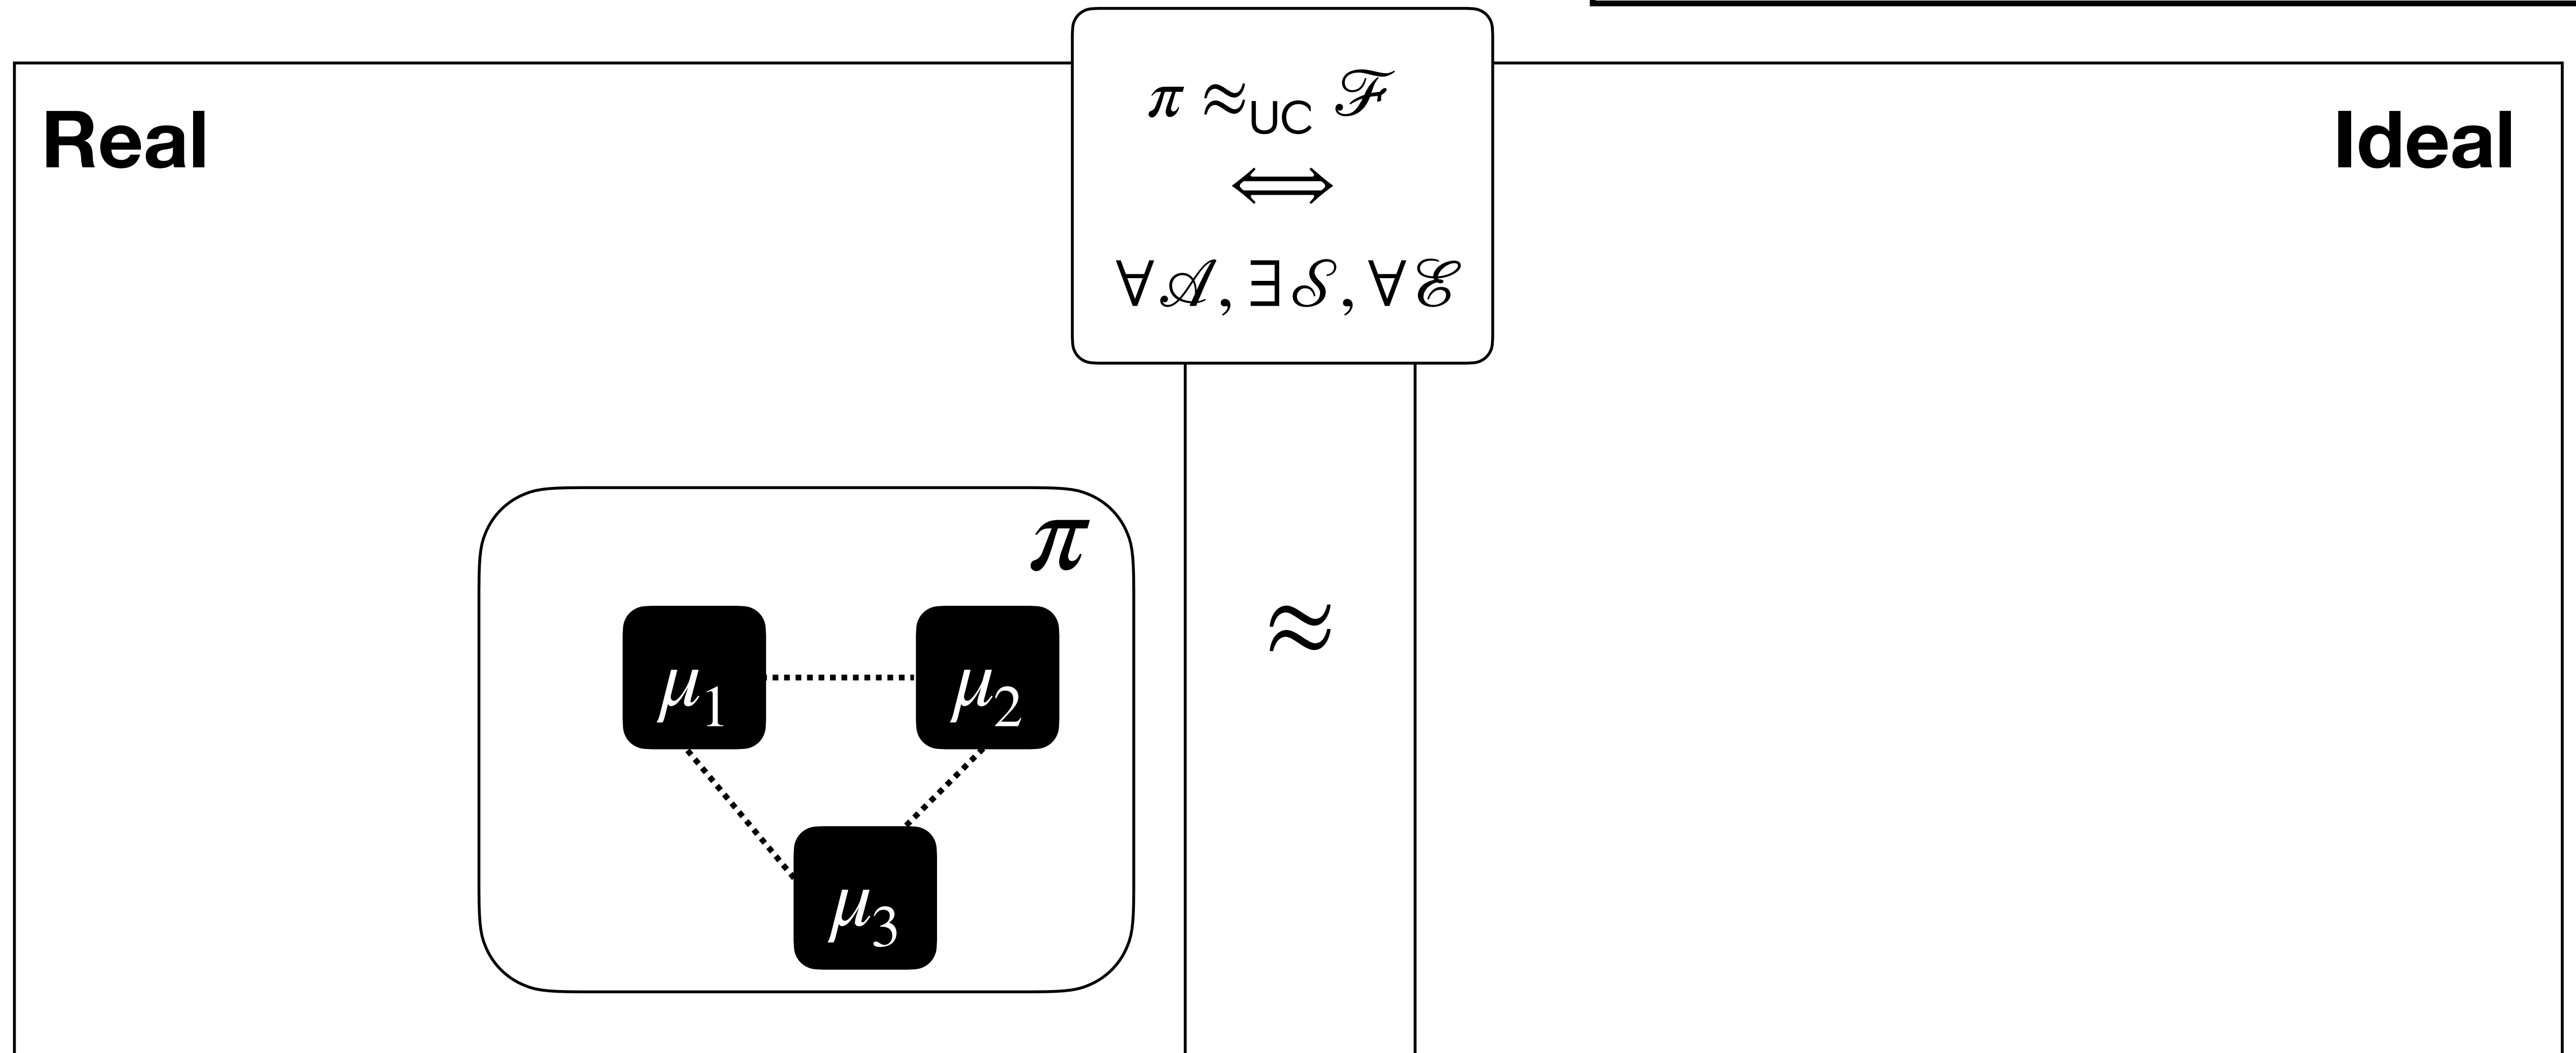 π ≈UC ℱ
⟺
∀𝒜, ∃𝒮, ∀ℰ
Real
Ideal
π
μ1
μ2
≈
μ3